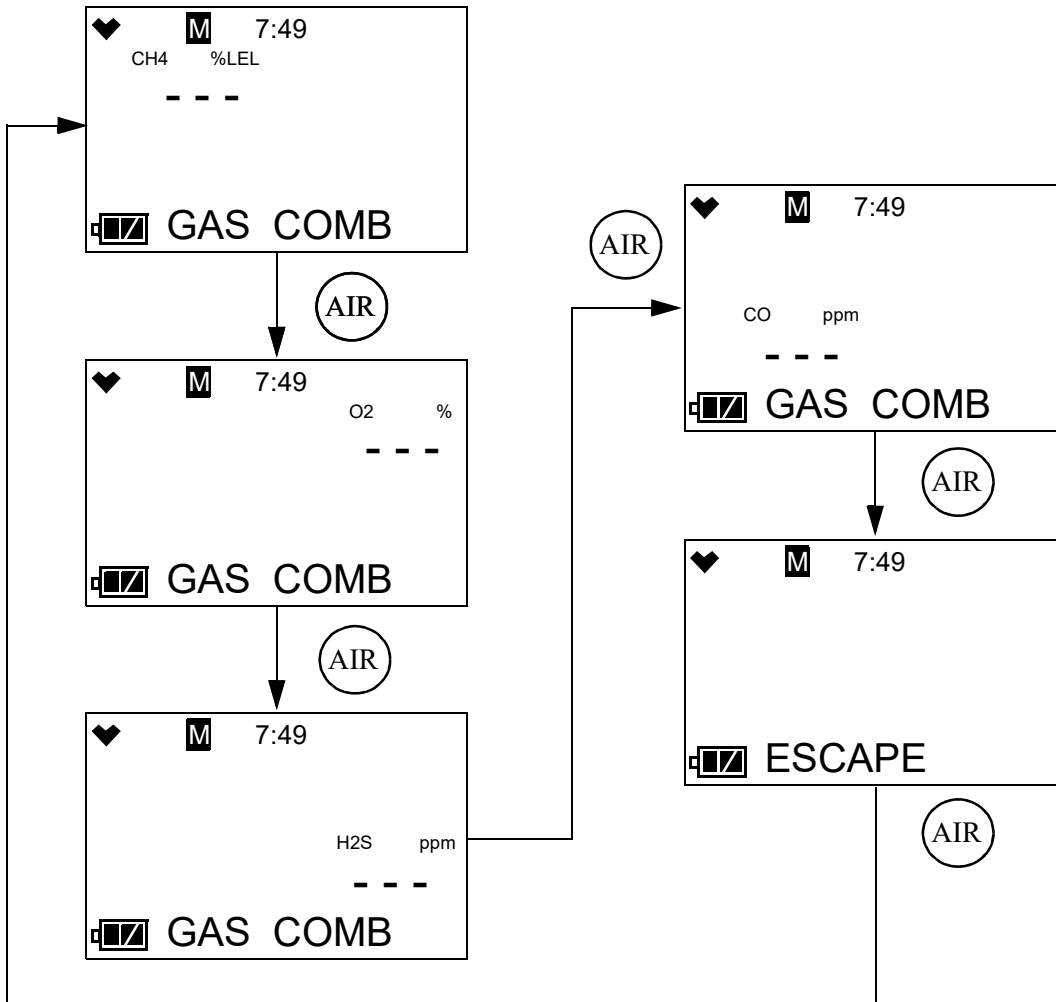 M 7:49
CH4 %LEL
- - -
GAS COMB
AIR
M 7:49
O2 %
- - -
GAS COMB
AIR
M 7:49
H2S ppm
- - -
GAS COMB
AIR
M 7:49
CO ppm
- - -
GAS COMB
AIR
M 7:49
ESCAPE
AIR